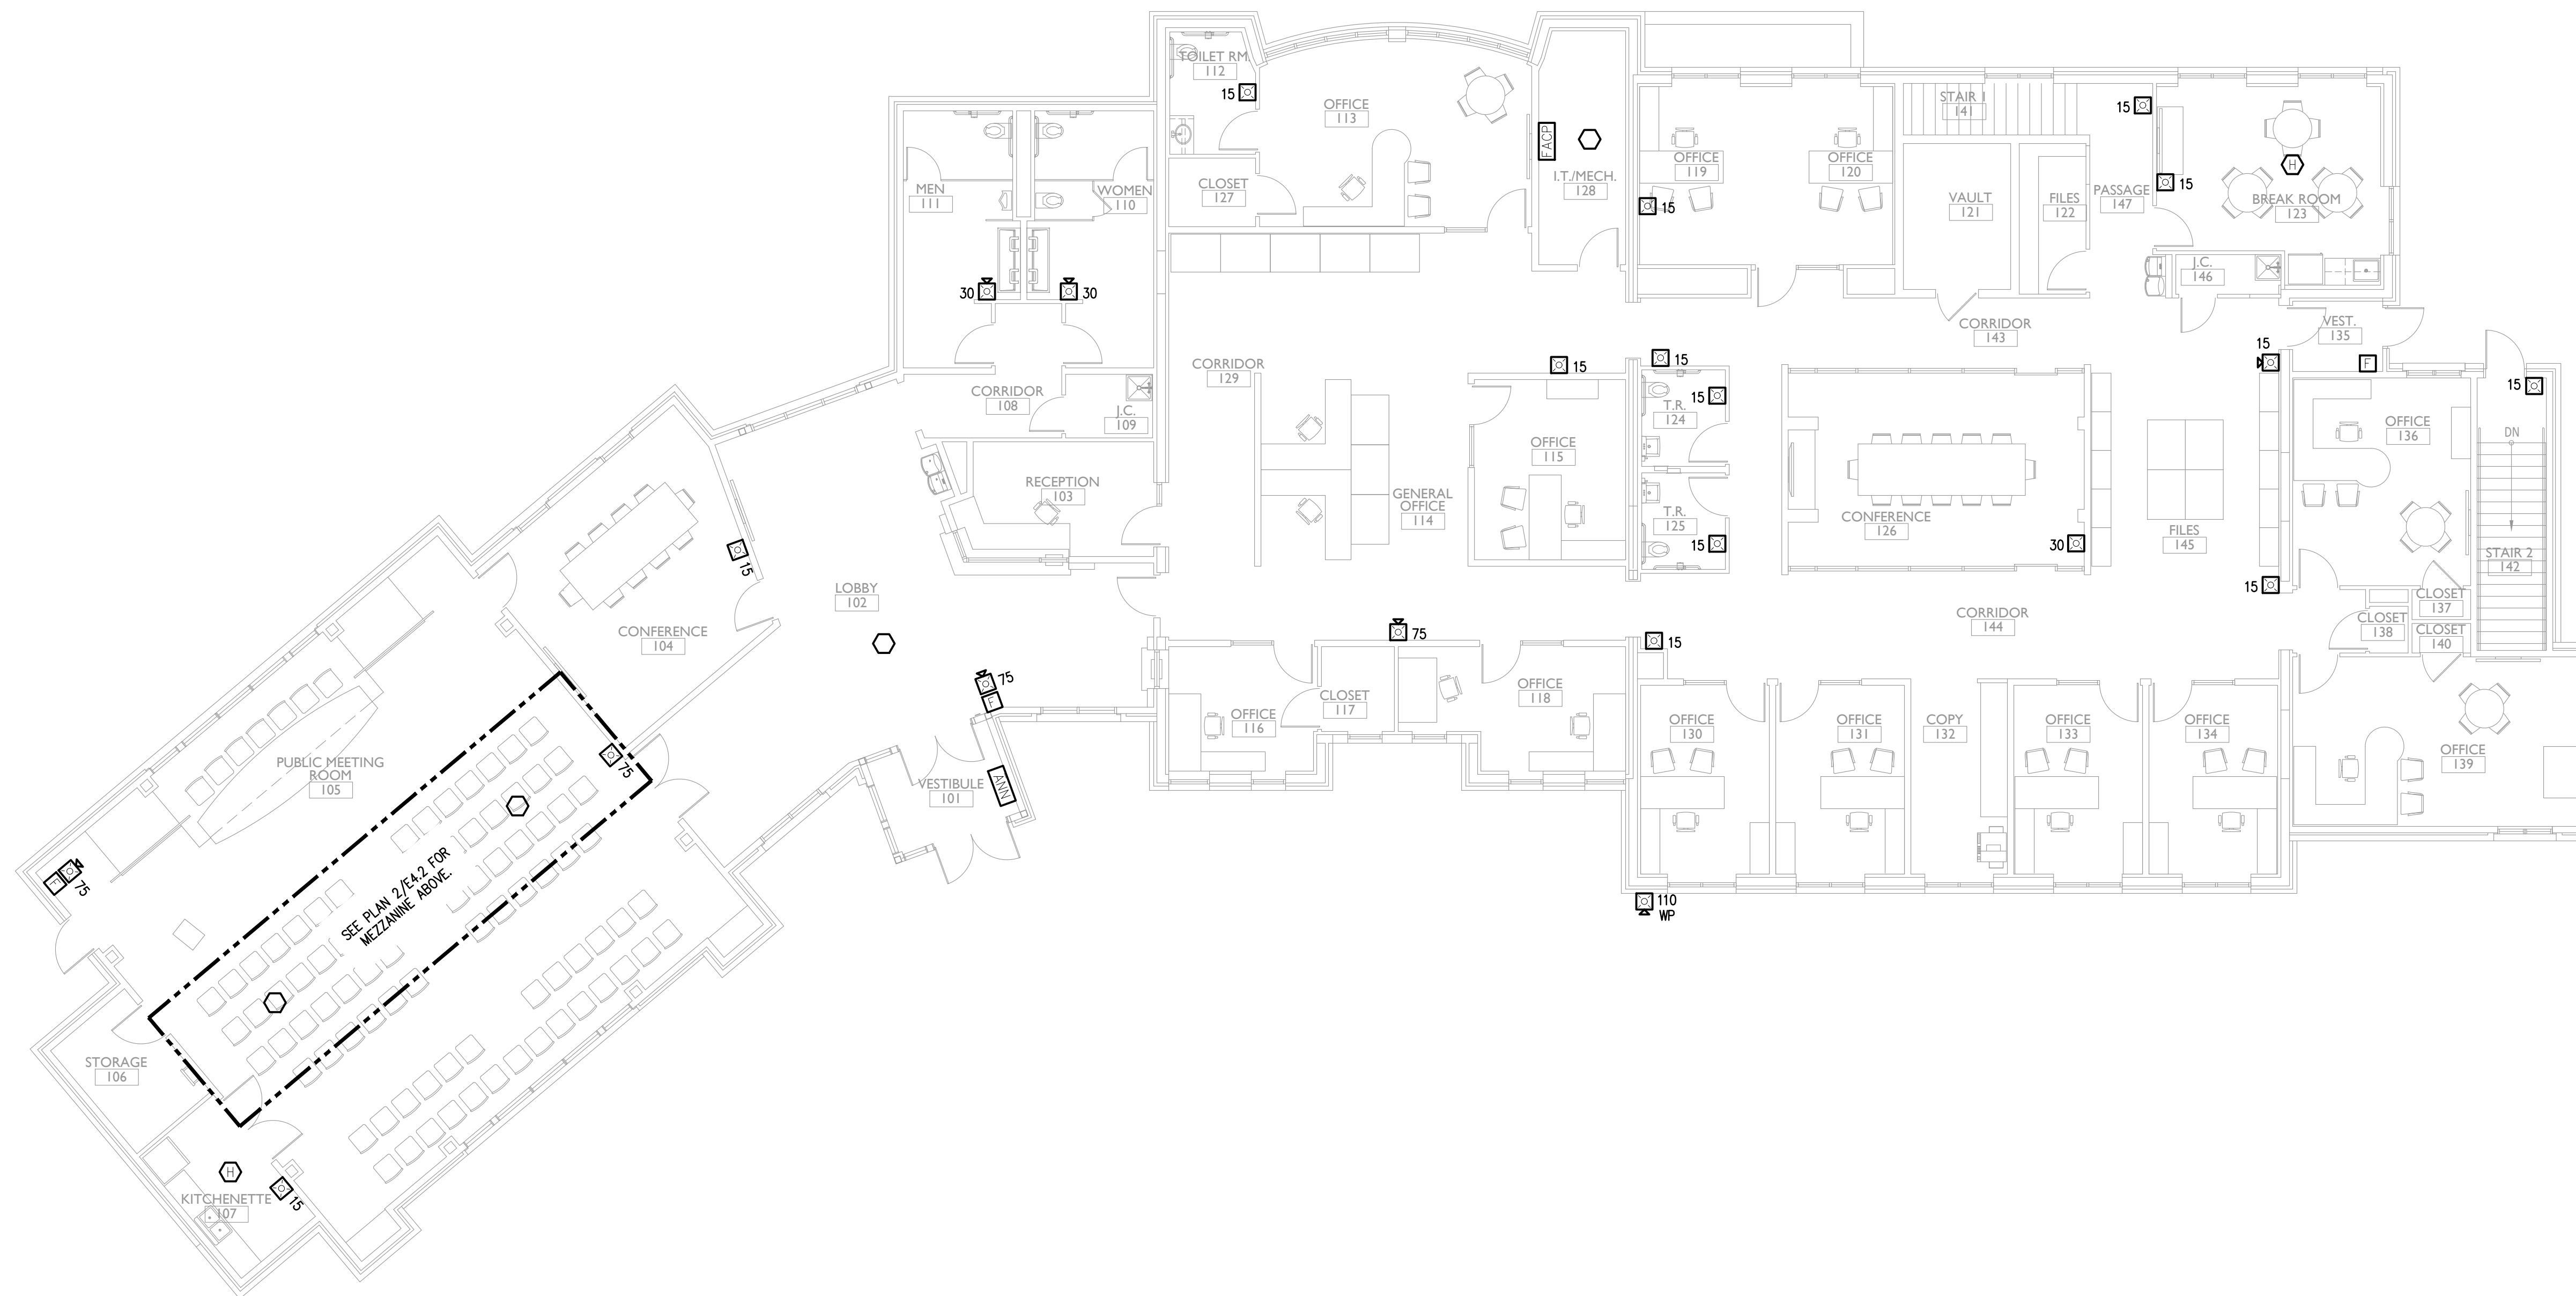 TOILET RM.
112
15
OFFICE
113
CLOSET
127
FACP
I.T./MECH.
128
MEN
111
WOMEN
110
30
30
OFFICE
119
15
OFFICE
120
STAIR 1
141
VAULT
121
FILES
122
PASSAGE
147
15
15
H
BREAK ROOM
123
J.C.
146
VEST.
135
F
CORRIDOR
143
CORRIDOR
129
CORRIDOR
108
J.C.
109
RECEPTION
103
15
OFFICE
115
GENERAL
OFFICE
114
15
15
T.R.
124
T.R.
125
15
CONFERENCE
126
30
15
FILES
145
15
OFFICE
136
15
DN
STAIR 2
142
CLOSET
137
CLOSET
138
CLOSET
140
CORRIDOR
144
15
LOBBY
102
15
CONFERENCE
104
75
F
75
OFFICE
116
CLOSET
117
OFFICE
118
15
OFFICE
130
OFFICE
131
COPY
132
OFFICE
133
OFFICE
134
OFFICE
139
VESTIBULE
101
ANN
PUBLIC MEETING
ROOM
105
75
F
75
SEE PLAN 2/E4.2 FOR
MEZZANINE ABOVE.
110
WP
STORAGE
106
H
KITCHENETTE
107
15